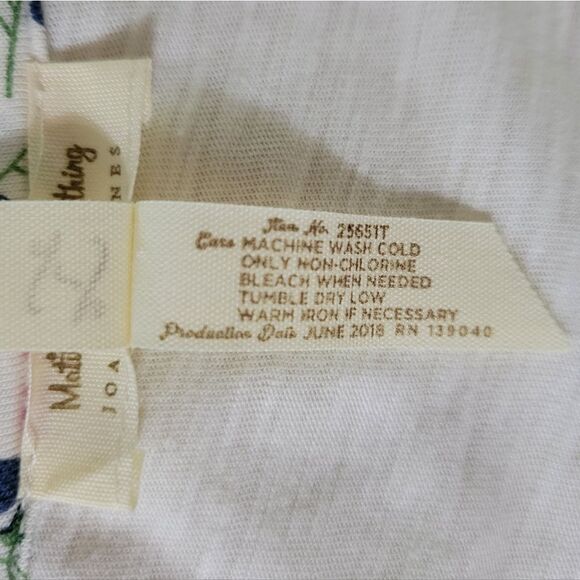 Item No. 25651T
Care MACHINE WASH COLD
ONLY NON-CHLORINE
BLEACH WHEN NEEDED
TUMBLE DRY LOW
WARM IRON IF NECESSARY
Production Date JUNE 2018 RN 139040
Mati thing
JOA NES